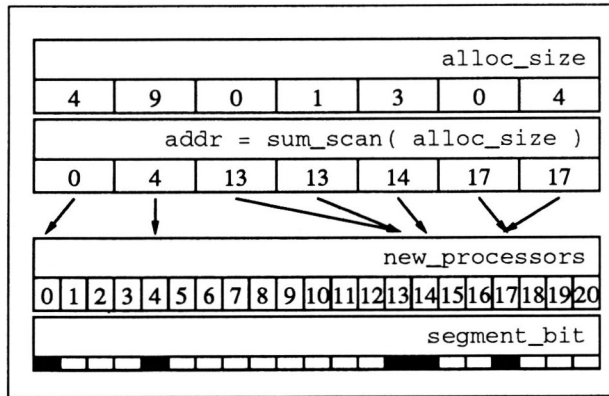 alloc_size
4 9 0 1 3 0 4
addr = sum_scan( alloc_size )
0 4 13 13 14 17 17
new_processors
0 1 2 3 4 5 6 7 8 9 10 11 12 13 14 15 16 17 18 19 20
segment_bit